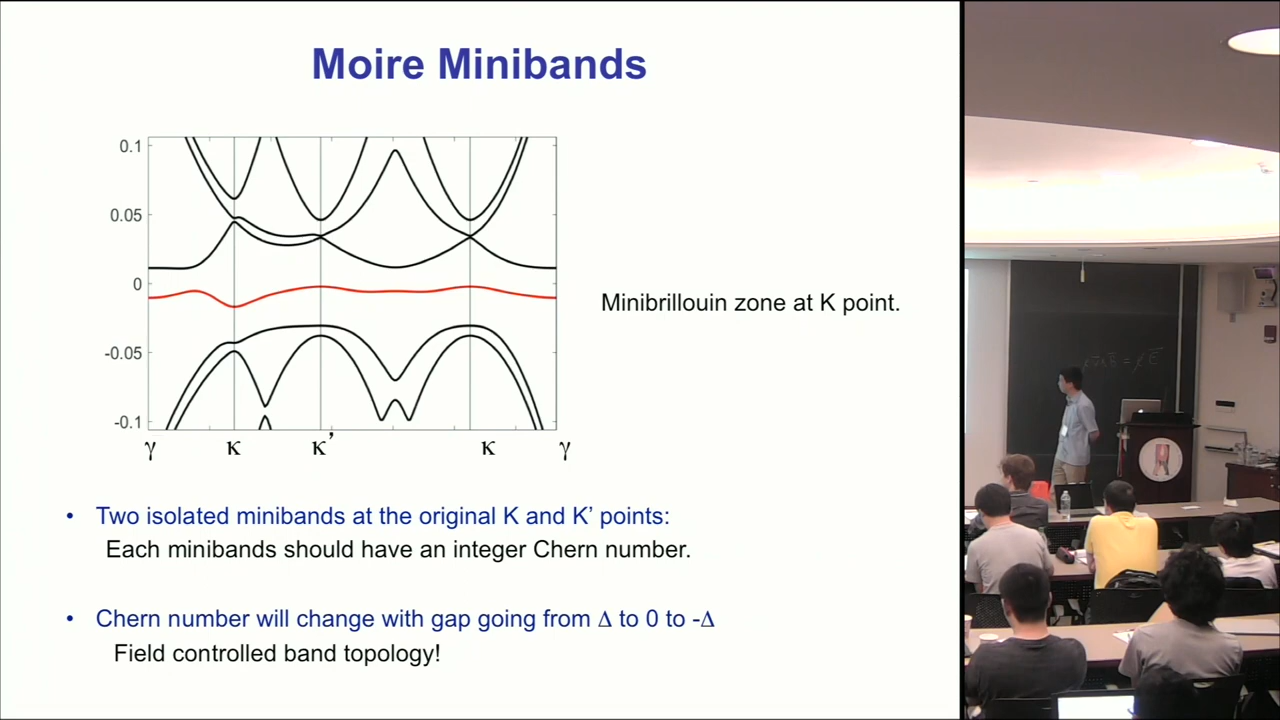 Moire Minibands
0.1
0.05
0
-0.05
-0.1
γ κ κ’ κ γ
Minibrillouin zone at K point.
• Two isolated minibands at the original K and K’ points:
Each minibands should have an integer Chern number.
• Chern number will change with gap going from Δ to 0 to -Δ
Field controlled band topology!